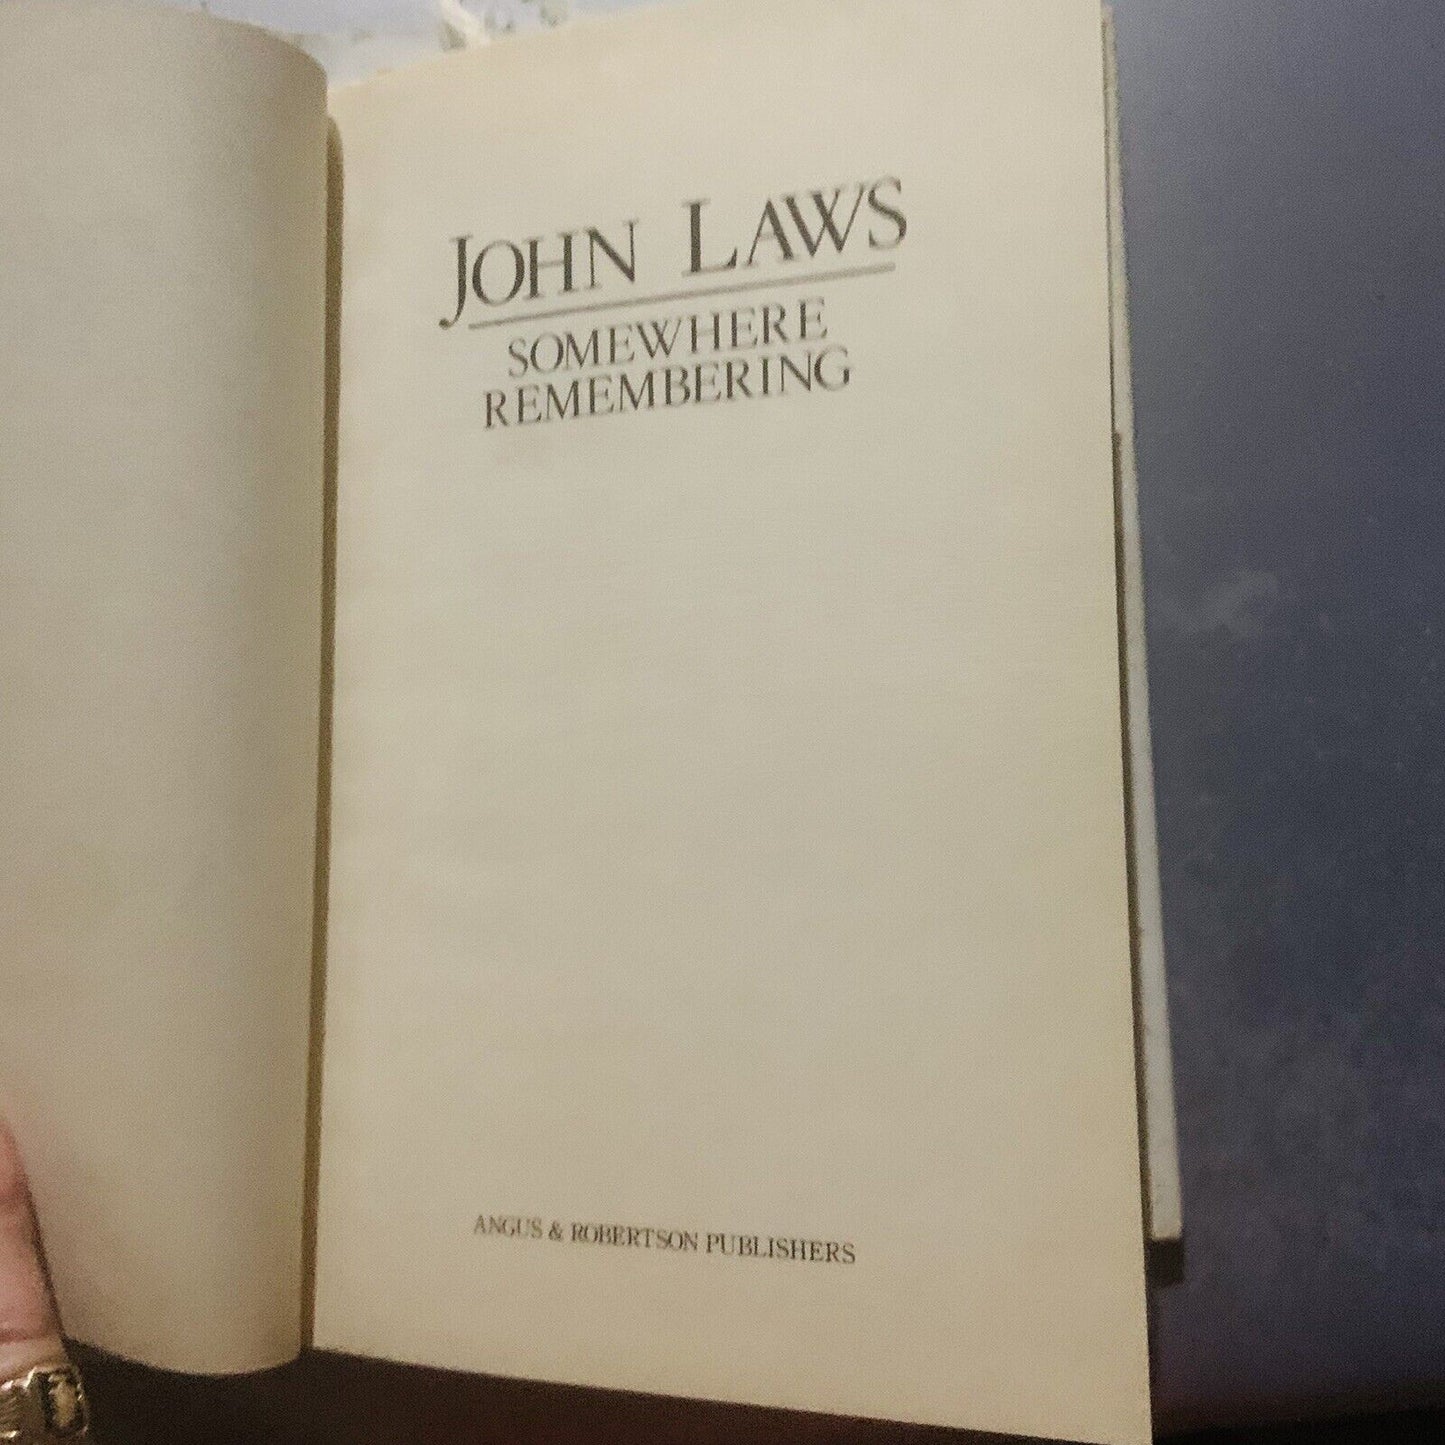 JOHN LAWS
SOMEWHERE
REMEMBERING
ANGUS & ROBERTSON PUBLISHERS